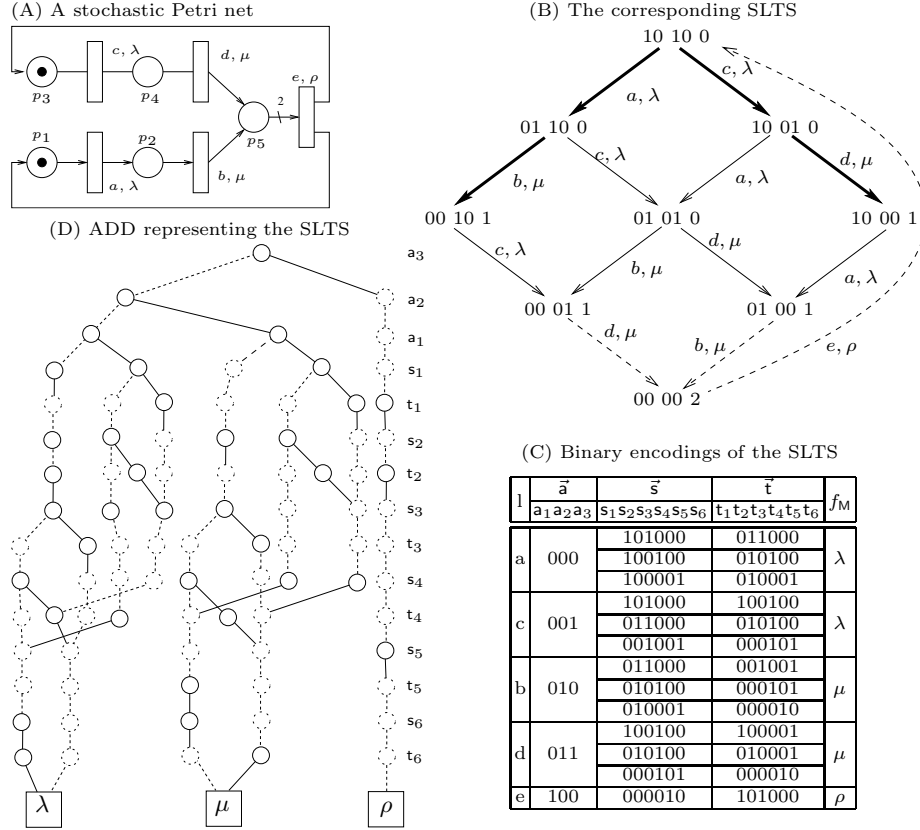 (A) A stochastic Petri net
c, λ
d, μ
e, ρ
p3
p4
2
p1
p2
p5
a, λ
b, μ
(B) The corresponding SLTS
10 10 0
a, λ
c, λ
01 10 0
10 01 0
b, μ
c, λ
a, λ
d, μ
00 10 1
01 01 0
10 00 1
c, λ
b, μ
d, μ
a, λ
00 01 1
01 00 1
d, μ
b, μ
e, ρ
00 00 2
(D) ADD representing the SLTS
a3
a2
a1
s1
t1
s2
t2
s3
t3
s4
t4
s5
t5
s6
t6
λ
μ
ρ
(C) Binary encodings of the SLTS
l a⃗ s⃗ t⃗ fM
a1a2a3 s1s2s3s4s5s6 t1t2t3t4t5t6
a 000 101000 011000 λ
100100 010100
100001 010001
c 001 101000 100100 λ
011000 010100
001001 000101
b 010 011000 001001 μ
010100 000101
010001 000010
d 011 100100 100001 μ
010100 010001
000101 000010
e 100 000010 101000 ρ